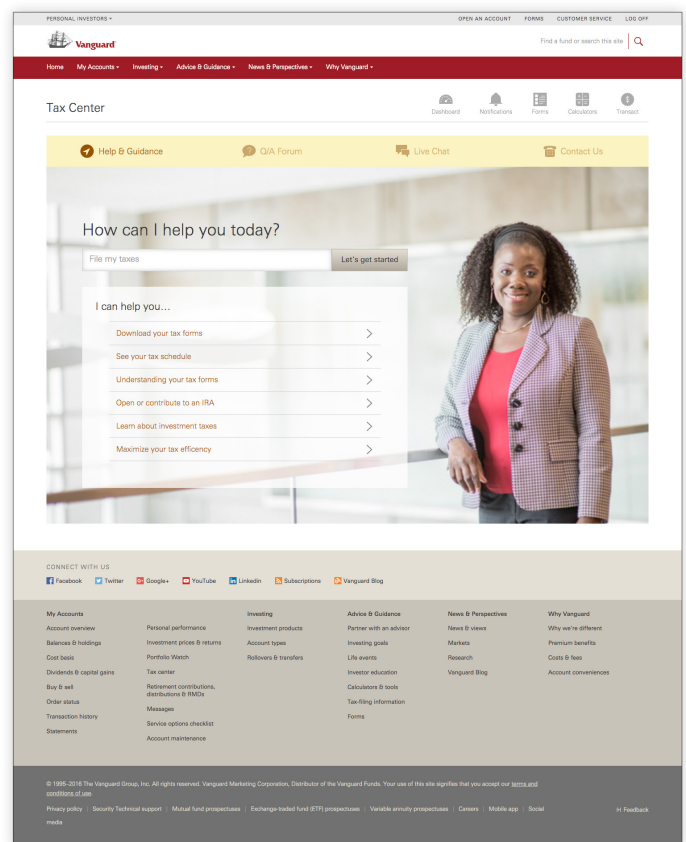 PERSONAL INVESTORS
OPEN AN ACCOUNT FORMS CUSTOMER SERVICE LOG OFF
Vanguard
Find a fund or search this site
Home My Accounts Investing Advice & Guidance News & Perspectives Why Vanguard
Tax Center
Dashboard Notifications Forms Calculators Transact
Help & Guidance Q/A Forum Live Chat Contact Us
How can I help you today?
File my taxes Let's get started
I can help you...
Download your tax forms
See your tax schedule
Understanding your tax forms
Open or contribute to an IRA
Learn about investment taxes
Maximize your tax efficency
CONNECT WITH US
Facebook Twitter Google+ YouTube Linkedin Subscriptions Vanguard Blog
My Accounts Investing Advice & Guidance News & Perspectives Why Vanguard
Account overview Personal performance Investment products Partner with an advisor News & views Why we're different
Balances & holdings Investment prices & returns Account types Investing goals Markets Premium benefits
Cost basis Portfolio Watch Rollovers & transfers Life events Research Costs & fees
Dividends & capital gains Tax center Investor education Vanguard Blog Account conveniences
Buy & sell Retirement contributions, Calculators & tools
distributions & RMDs
Order status Messages Tax-filing information
Transaction history Service options checklist Forms
Statements Account maintenance
© 1995–2016 The Vanguard Group, Inc. All rights reserved. Vanguard Marketing Corporation, Distributor of the Vanguard Funds. Your use of this site signifies that you accept our terms and
conditions of use.
Privacy policy | Security Technical support | Mutual fund prospectuses | Exchange-traded fund (ETF) prospectuses | Variable annuity prospectuses | Careers | Mobile app | Social
media
Feedback